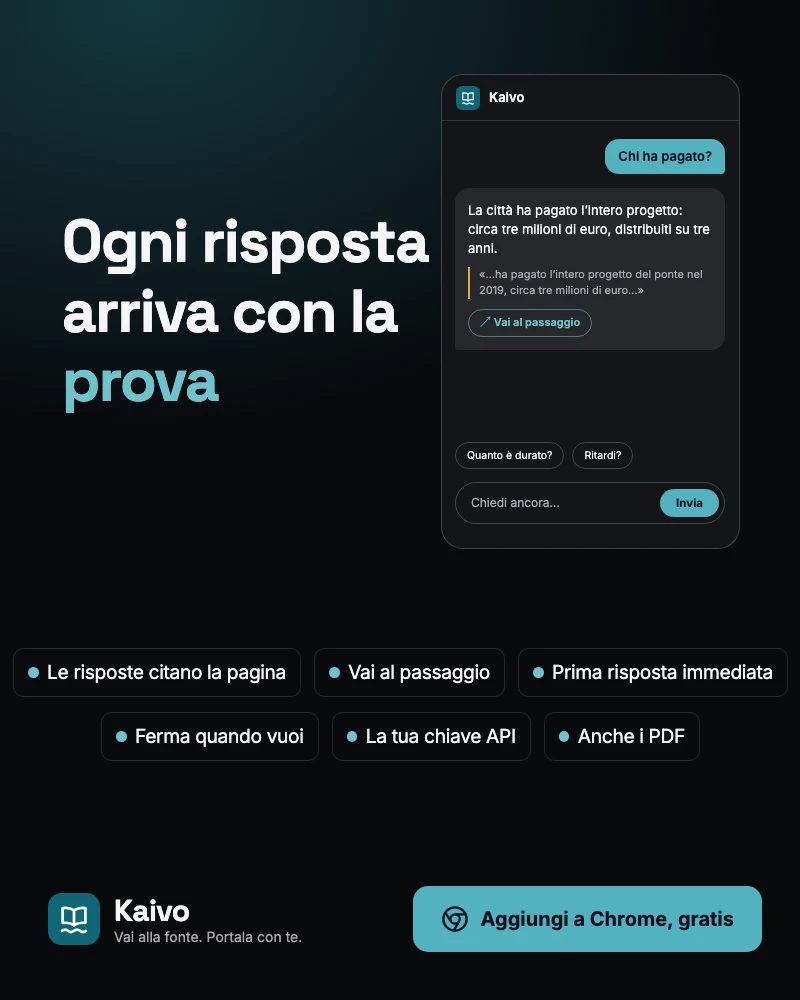 Kaivo
Chi ha pagato?
La città ha pagato l'intero progetto:
circa tre milioni di euro, distribuiti su tre
anni.
«...ha pagato l'intero progetto del ponte nel
2019, circa tre milioni di euro...»
↗ Vai al passaggio
Quanto è durato?
Ritardi?
Chiedi ancora...
Invia
Ogni risposta
arriva con la
prova
Le risposte citano la pagina
Vai al passaggio
Prima risposta immediata
Ferma quando vuoi
La tua chiave API
Anche i PDF
Kaivo
Vai alla fonte. Portala con te.
Aggiungi a Chrome, gratis